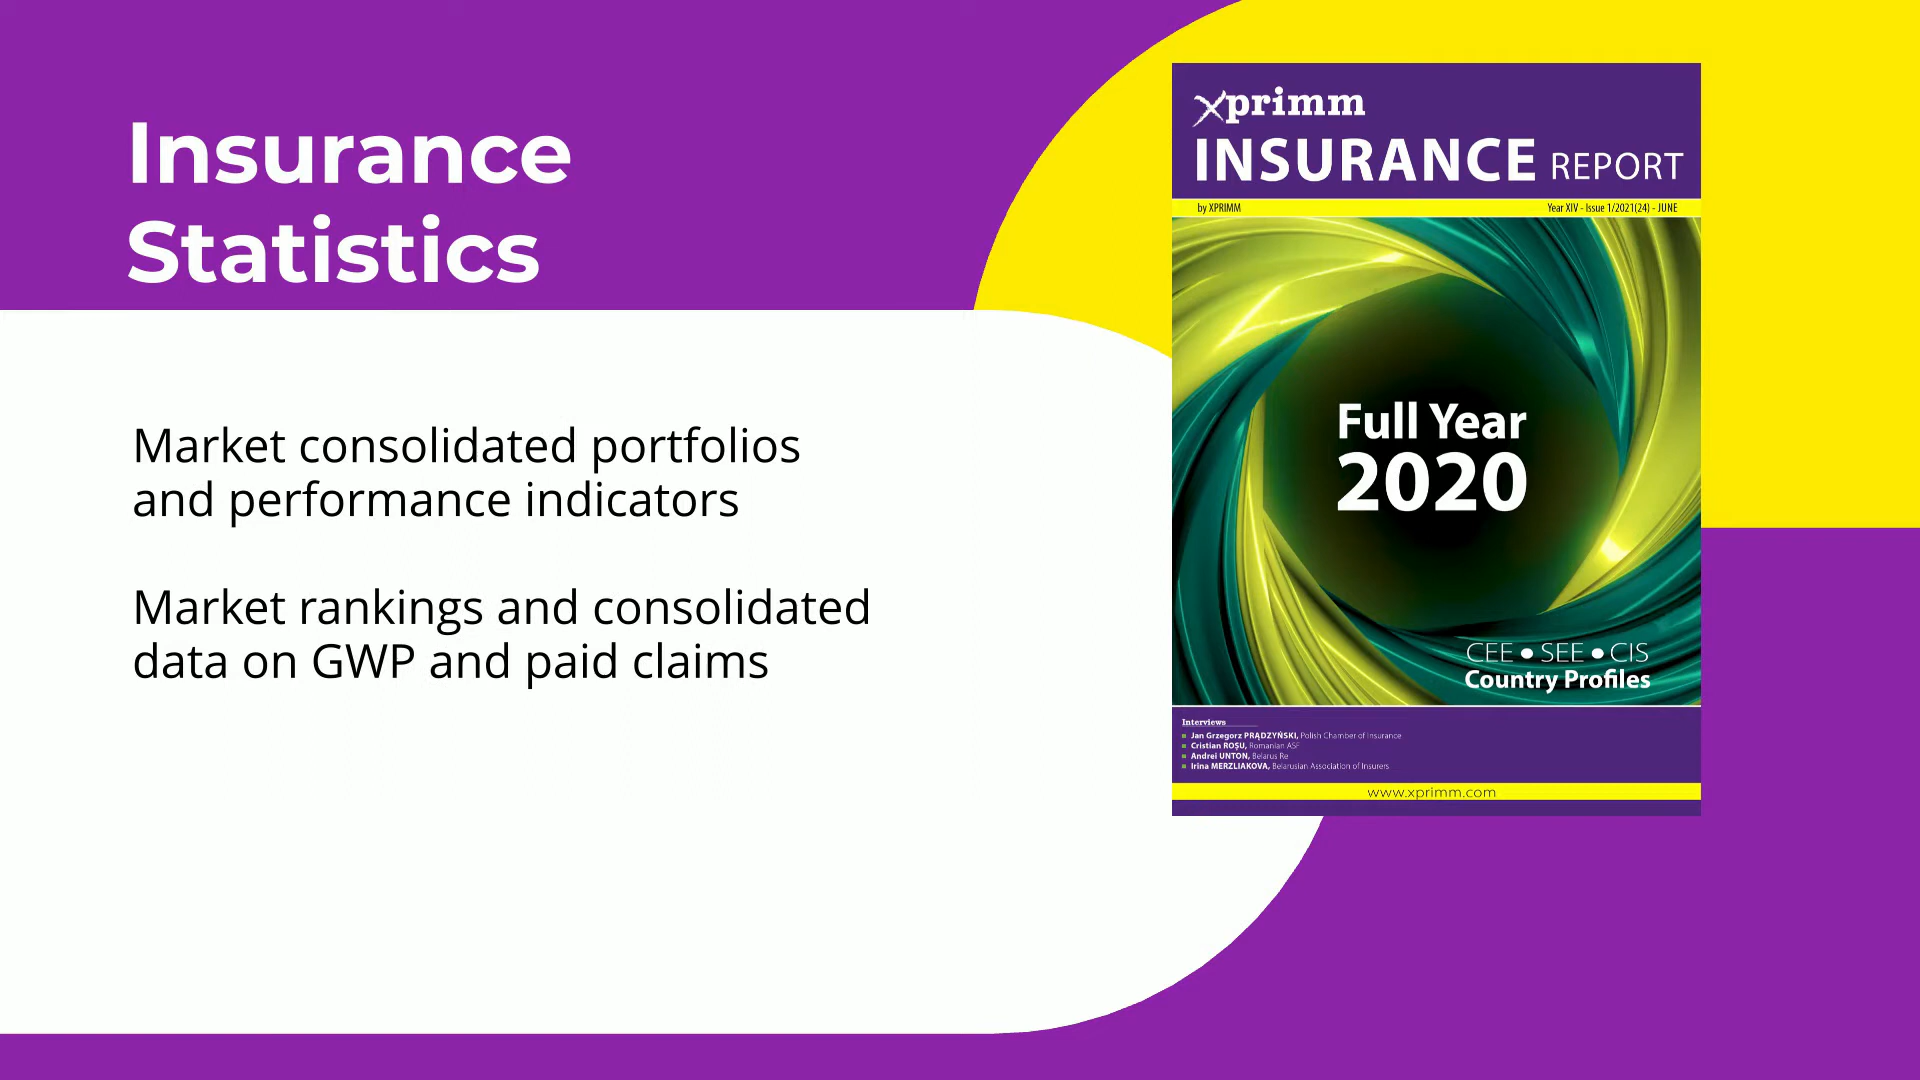 Insurance
Statistics
Market consolidated portfolios
and performance indicators
Market rankings and consolidated
data on GWP and paid claims
xprimm
INSURANCE REPORT
by XPRIMM
Year XIV - Issue 1/2021(24) - JUNE
Full Year
2020
CEE ● SEE ● CIS
Country Profiles
Interviews
Jan Grzegorz PRĄDZYŃSKI, Polish Chamber of Insurance
Cristian ROȘU, Romanian ASF
Andrei UNTON, Belarus Re
Irina MERZLIAKOVA, Belarusian Association of Insurers
www.xprimm.com